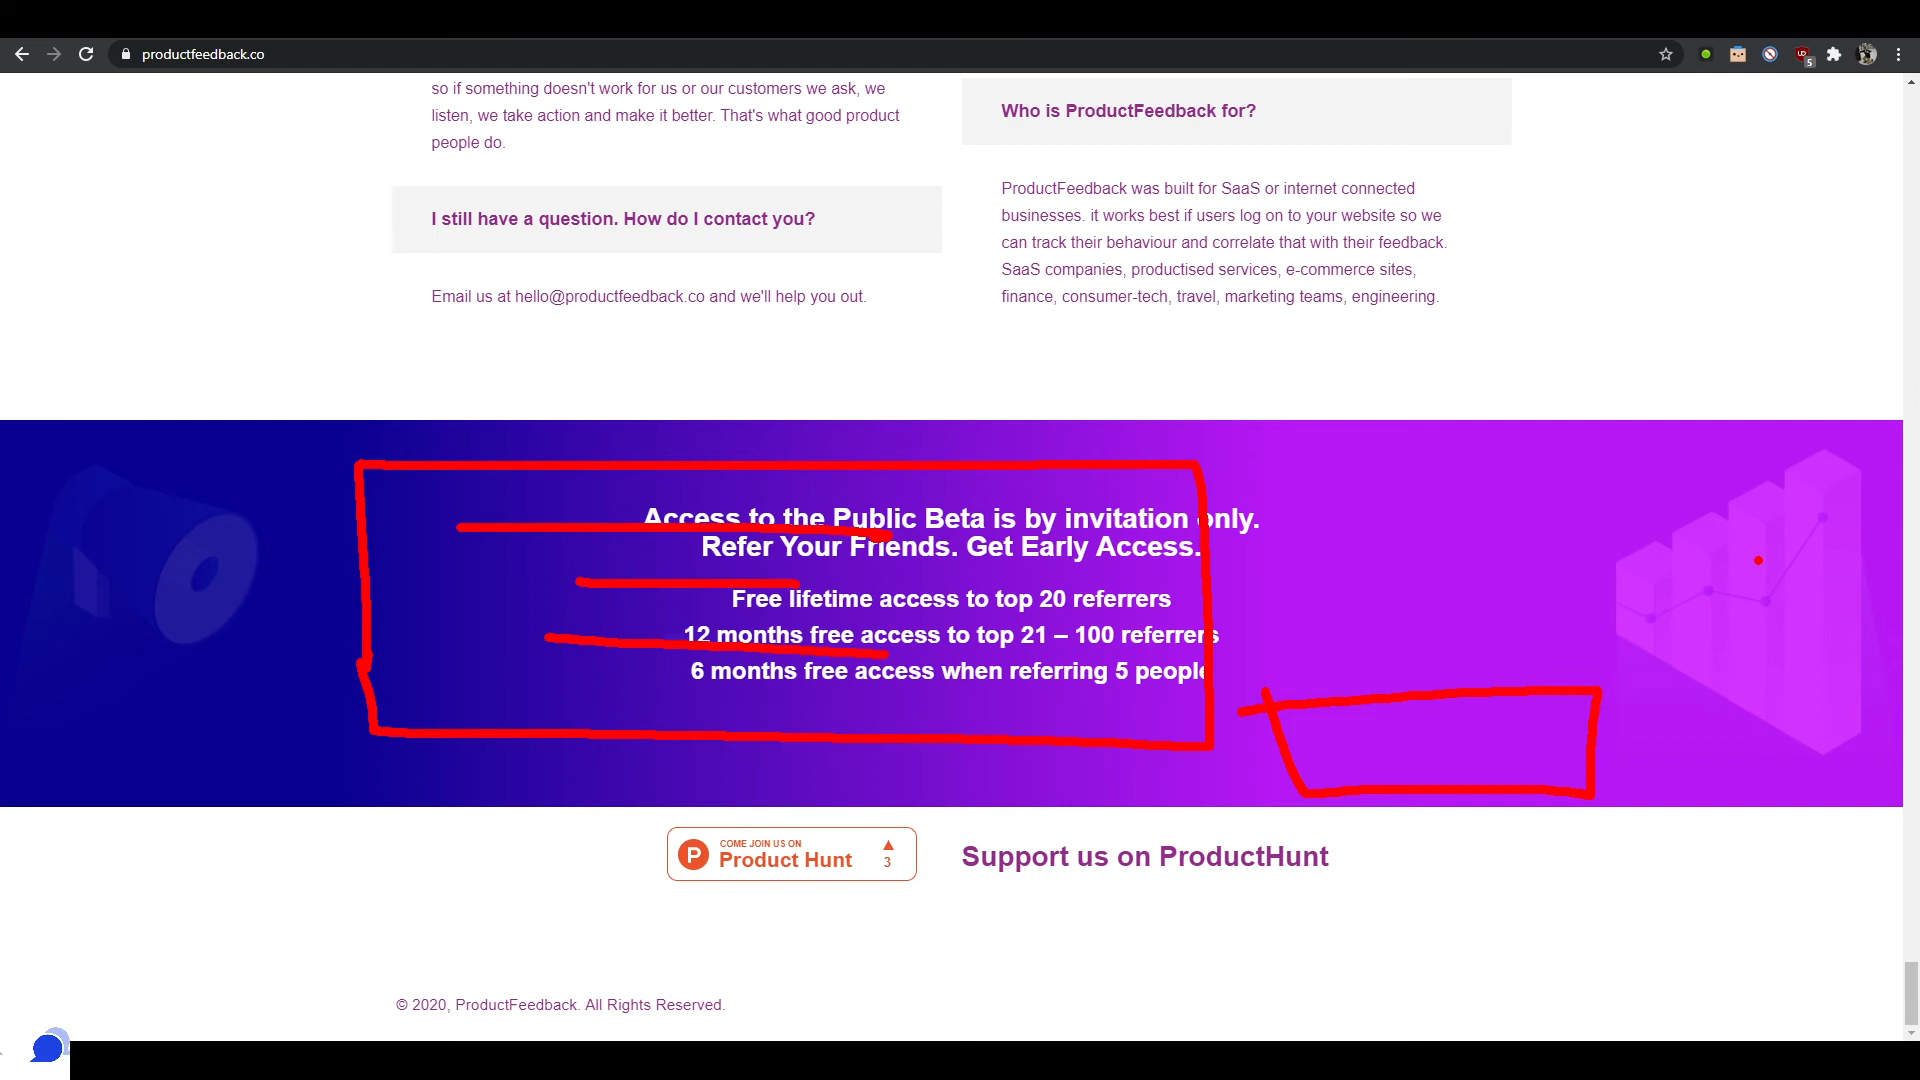 productfeedback.co
5
so if something doesn't work for us or our customers we ask, we
listen, we take action and make it better. That's what good product
people do.
I still have a question. How do I contact you?
Email us at hello@productfeedback.co and we'll help you out.
Who is ProductFeedback for?
ProductFeedback was built for SaaS or internet connected
businesses. it works best if users log on to your website so we
can track their behaviour and correlate that with their feedback.
SaaS companies, productised services, e-commerce sites,
finance, consumer-tech, travel, marketing teams, engineering.
Access to the Public Beta is by invitation only.
Refer Your Friends. Get Early Access.
Free lifetime access to top 20 referrers
12 months free access to top 21 – 100 referrers
6 months free access when referring 5 people
P
COME JOIN US ON
Product Hunt
3
Support us on ProductHunt
© 2020, ProductFeedback. All Rights Reserved.